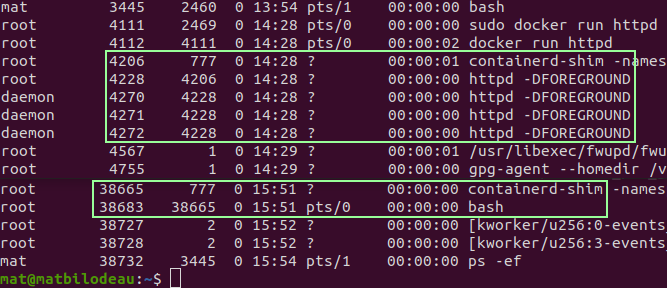 mat 3445 2460 0 13:54 pts/1 00:00:00 bash
root 4111 2469 0 14:28 pts/0 00:00:00 sudo docker run httpd
root 4112 4111 0 14:28 pts/0 00:00:02 docker run httpd
root 4206 777 0 14:28 ? 00:00:01 containerd-shim -names
root 4228 4206 0 14:28 ? 00:00:00 httpd -DFOREGROUND
daemon 4270 4228 0 14:28 ? 00:00:00 httpd -DFOREGROUND
daemon 4271 4228 0 14:28 ? 00:00:00 httpd -DFOREGROUND
daemon 4272 4228 0 14:28 ? 00:00:00 httpd -DFOREGROUND
root 4567 1 0 14:29 ? 00:00:01 /usr/libexec/fwupd/fwu
root 4755 1 0 14:29 ? 00:00:00 gpg-agent --homedir /v
root 38665 777 0 15:51 ? 00:00:00 containerd-shim -names
root 38683 38665 0 15:51 pts/0 00:00:00 bash
root 38727 2 0 15:52 ? 00:00:00 [kworker/u256:0-events_
root 38728 2 0 15:52 ? 00:00:00 [kworker/u256:3-events_
mat 38732 3445 0 15:54 pts/1 00:00:00 ps -ef
mat@matbilodeau:~$